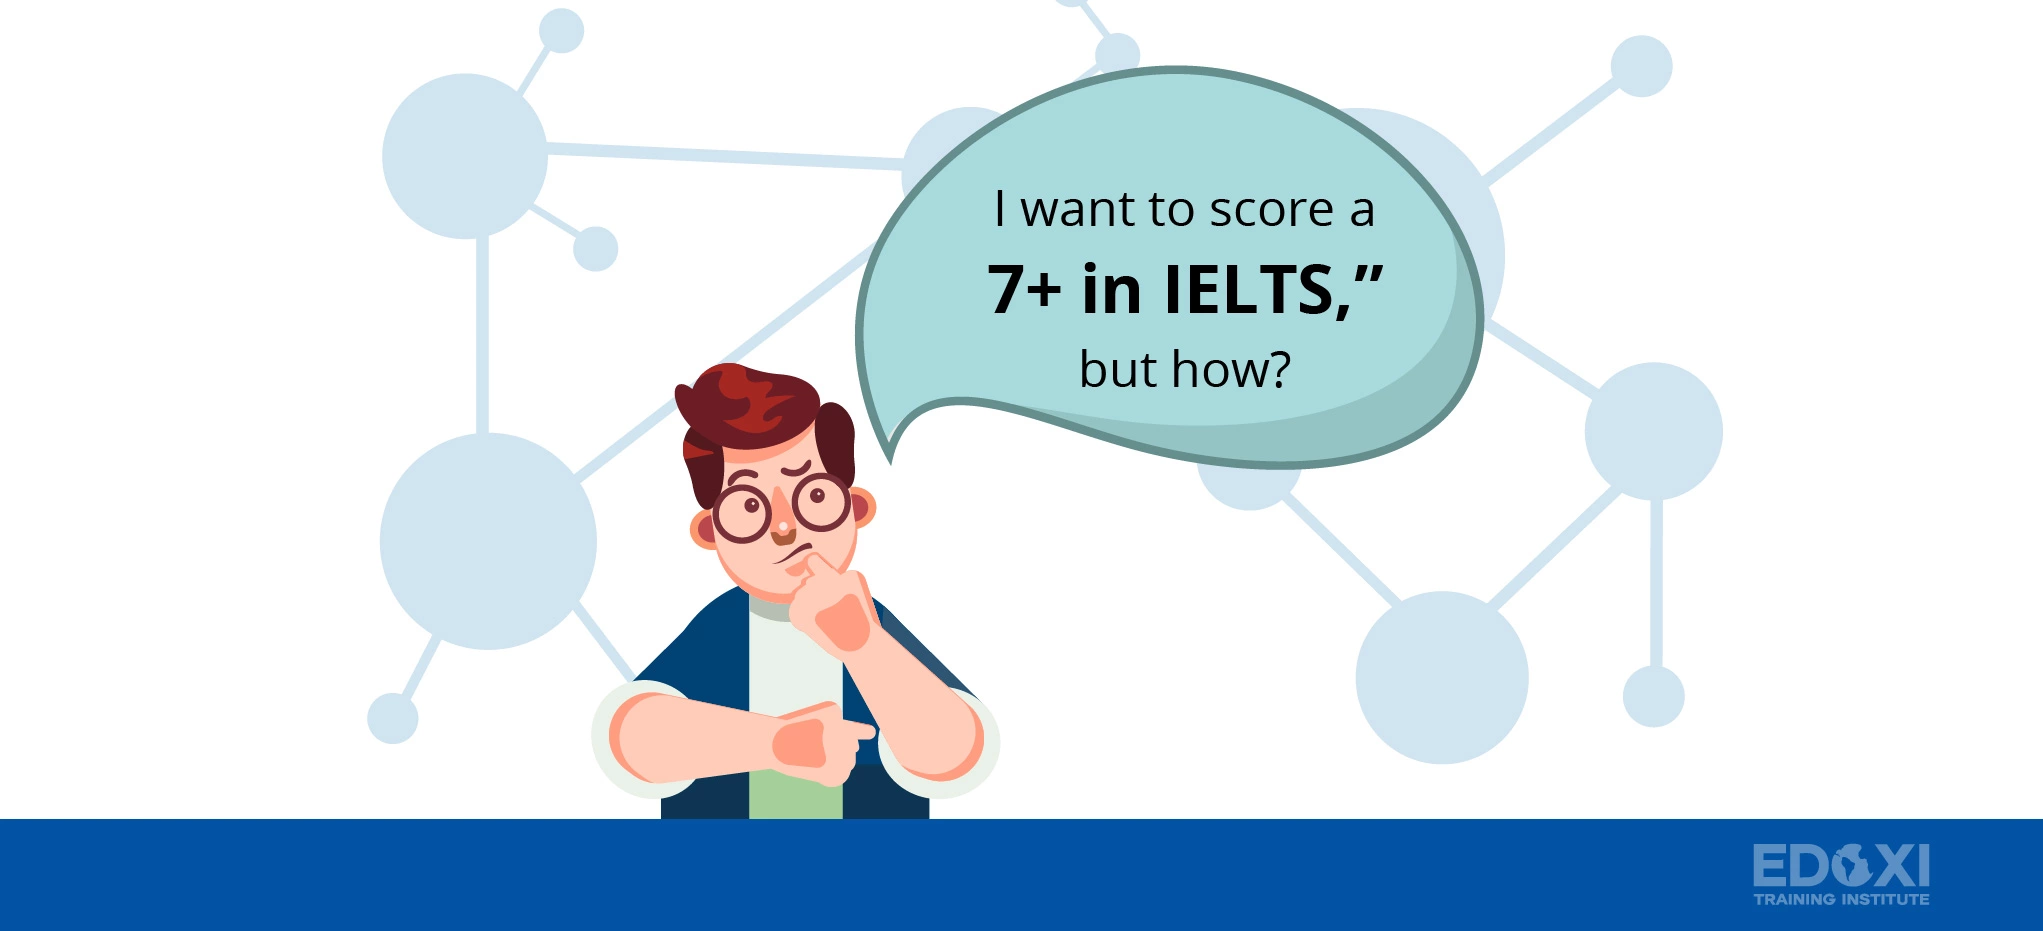 I want to score a
7+ in IELTS,”
but how?
EDOXI
TRAINING INSTITUTE